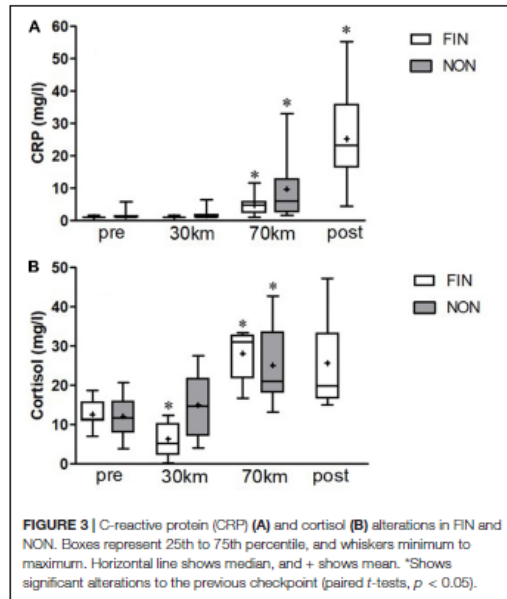 A
FIN
NON
CRP (mg/l)
60
50
40
30
20
10
0
* * *
pre 30km 70km post
B
FIN
NON
Cortisol (mg/l)
50
40
30
20
10
0
* * *
pre 30km 70km post
FIGURE 3 | C-reactive protein (CRP) (A) and cortisol (B) alterations in FIN and
NON. Boxes represent 25th to 75th percentile, and whiskers minimum to
maximum. Horizontal line shows median, and + shows mean. *Shows
significant alterations to the previous checkpoint (paired t-tests, p < 0.05).